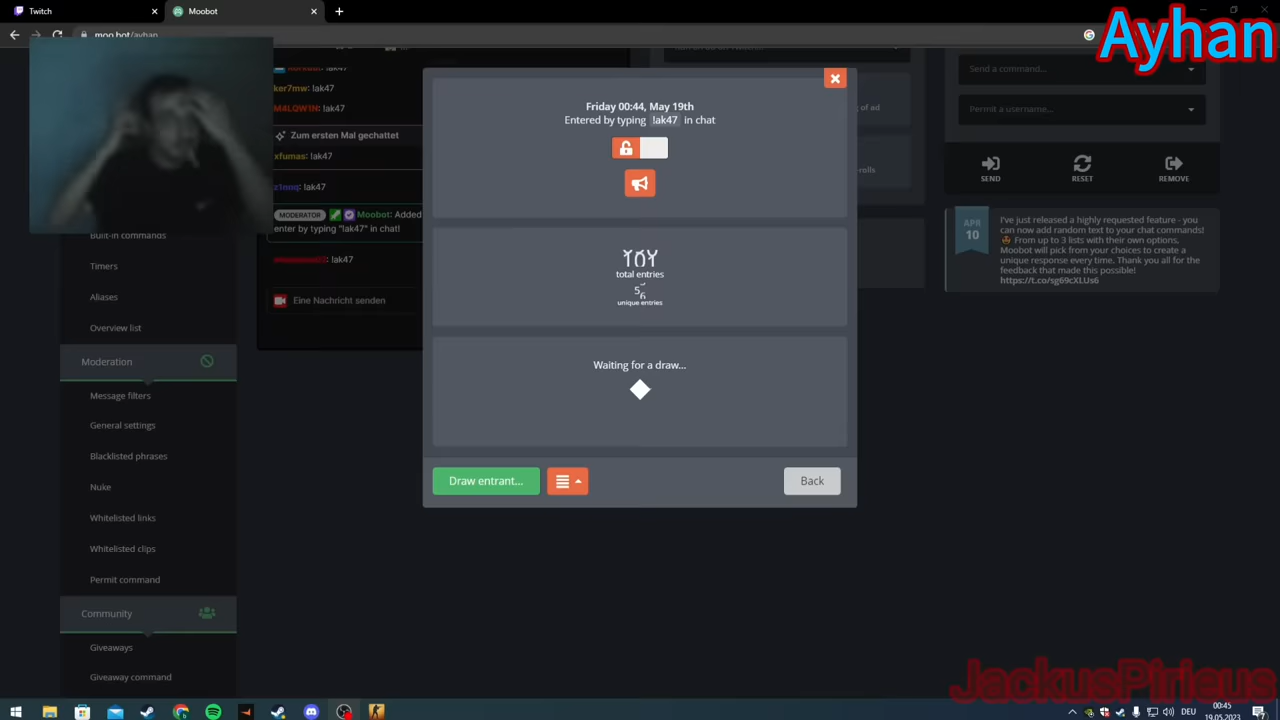 Twitch
Moobot
moo.bot/ayhan
Ayhan
ker7mw: !ak47
M4LQW1N: !ak47
Zum ersten Mal gechattet
xfumas: !ak47
z1nnq: !ak47
MODERATOR Moobot: Added
enter by typing "!ak47" in chat!
!ak47
Eine Nachricht senden
Built-in commands
Timers
Aliases
Overview list
Moderation
Message filters
General settings
Blacklisted phrases
Nuke
Whitelisted links
Whitelisted clips
Permit command
Community
Giveaways
Giveaway command
Friday 00:44, May 19th
Entered by typing !ak47 in chat
total entries
unique entries
Waiting for a draw...
Draw entrant...
Back
of ad
e-rolls
Send a command...
Permit a username...
SEND
RESET
REMOVE
APR
10
I've just released a highly requested feature - you
can now add random text to your chat commands!
From up to 3 lists with their own options,
Moobot will pick from your choices to create a
unique response every time. Thank you all for the
feedback that made this possible!
https://t.co/sg69cXLUs6
JackusPirieus
DEU
00:45
19.05.2023